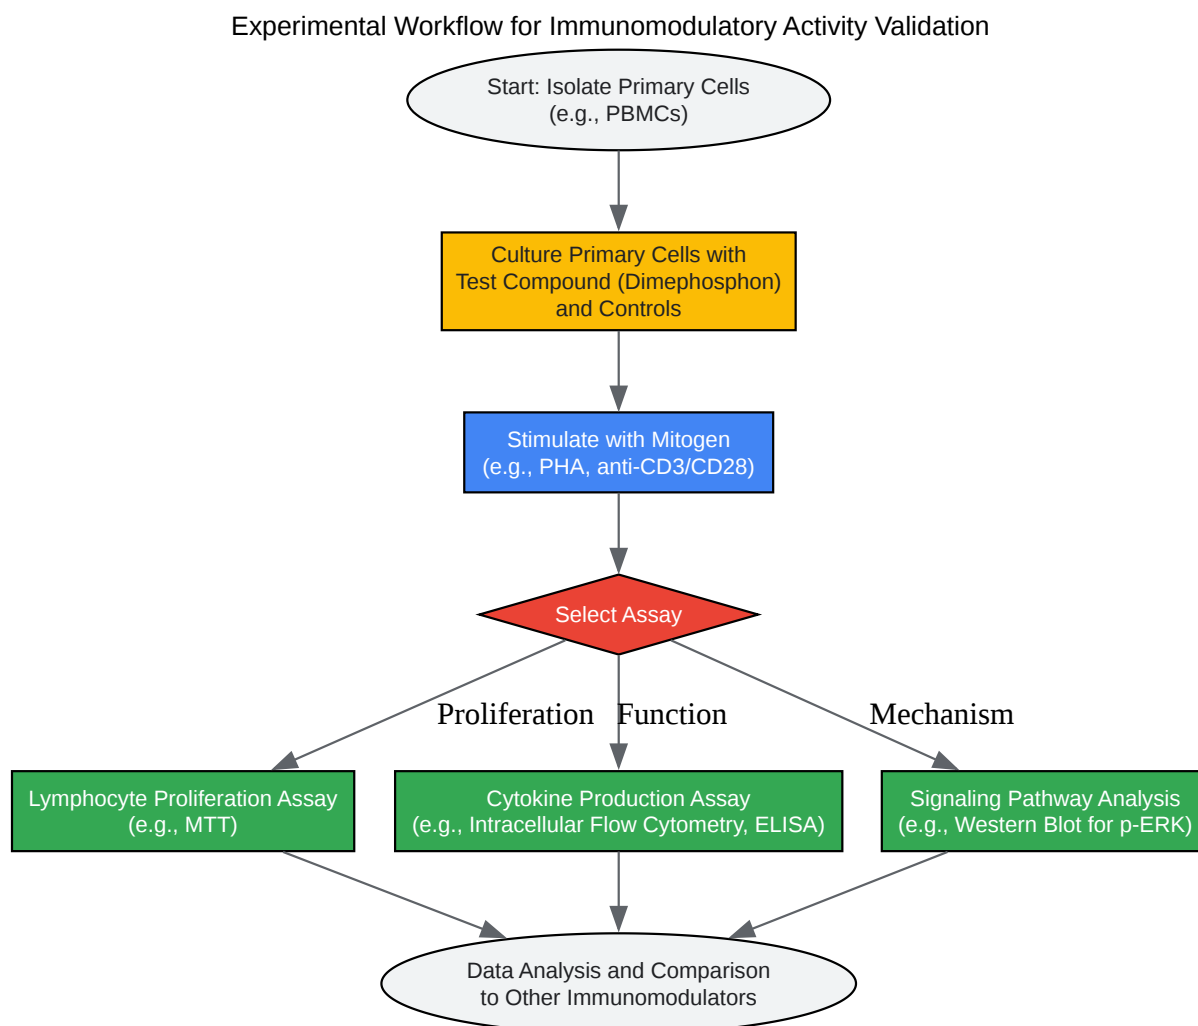 Experimental Workflow for Immunomodulatory Activity Validation
Start: Isolate Primary Cells
(e.g., PBMCs)
Culture Primary Cells with
Test Compound (Dimephosphon)
and Controls
Stimulate with Mitogen
(e.g., PHA, anti-CD3/CD28)
Select Assay
Proliferation
Function
Mechanism
Lymphocyte Proliferation Assay
(e.g., MTT)
Cytokine Production Assay
(e.g., Intracellular Flow Cytometry, ELISA)
Signaling Pathway Analysis
(e.g., Western Blot for p-ERK)
Data Analysis and Comparison
to Other Immunomodulators